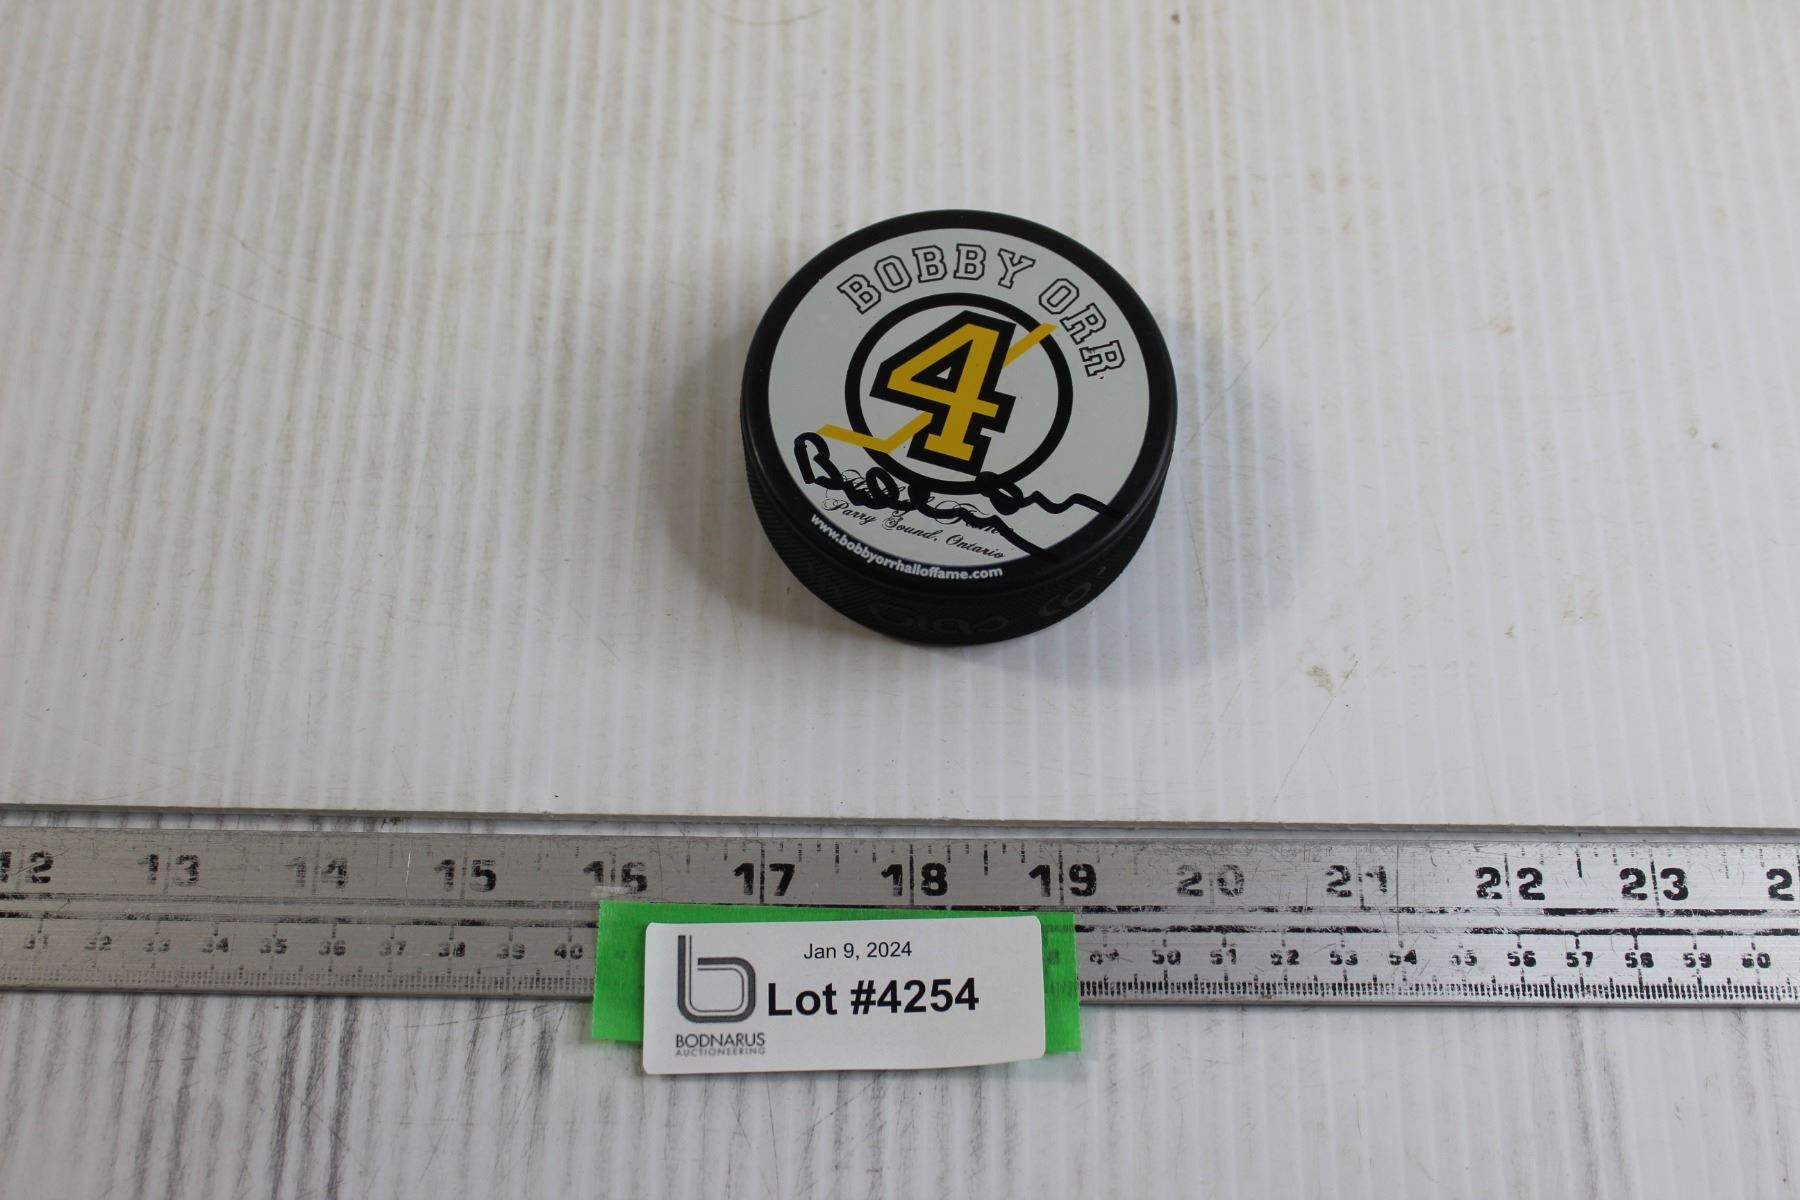 BOBBY ORR
4
Parry Sound, Ontario
www.bobbyorrhalloffame.com
12 13 14 15 16 17 18 19 20 21 22 23 2
31 32 33 34 35 36 37 38 39 40 49 50 51 52 53 54 55 56 57 58 59 60
Jan 9, 2024
Lot #4254
BODNARUS
AUCTIONEERING